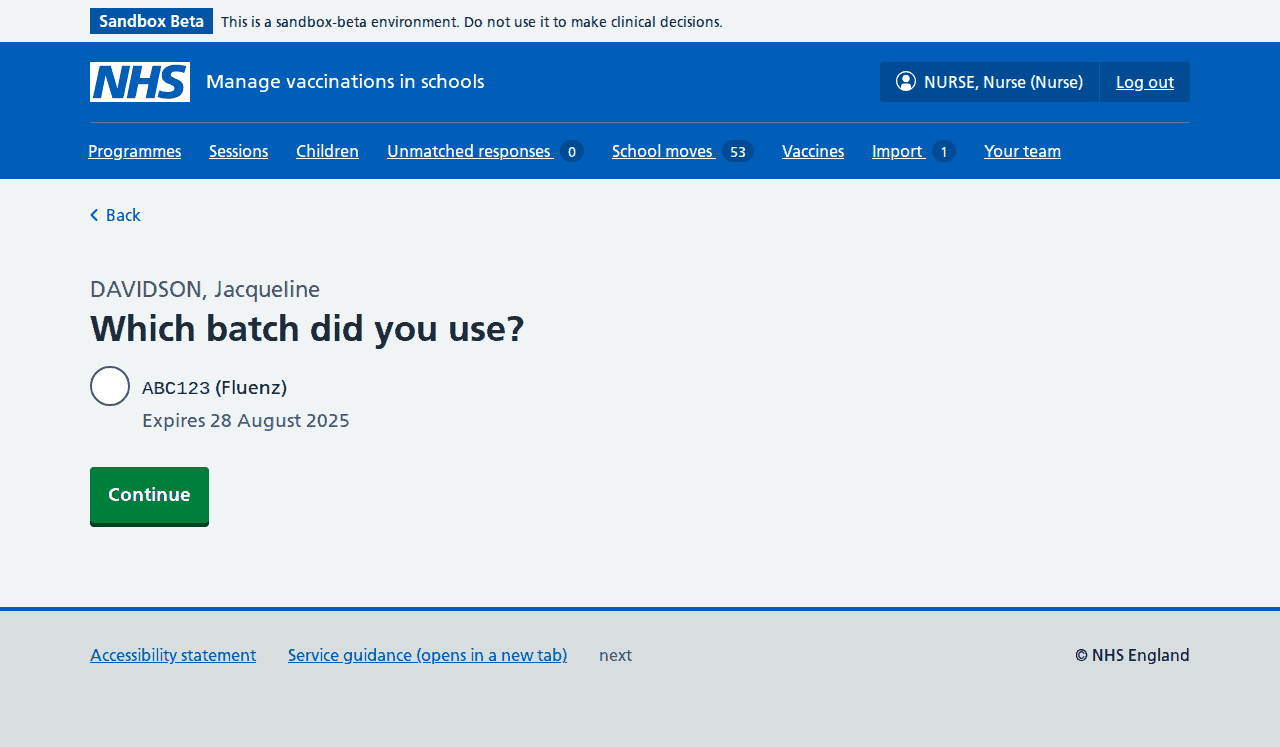 Sandbox Beta This is a sandbox-beta environment. Do not use it to make clinical decisions.
NHS Manage vaccinations in schools NURSE, Nurse (Nurse) Log out
Programmes Sessions Children Unmatched responses 0 School moves 53 Vaccines Import 1 Your team
Back
DAVIDSON, Jacqueline
Which batch did you use?
ABC123 (Fluenz)
Expires 28 August 2025
Continue
Accessibility statement Service guidance (opens in a new tab) next © NHS England